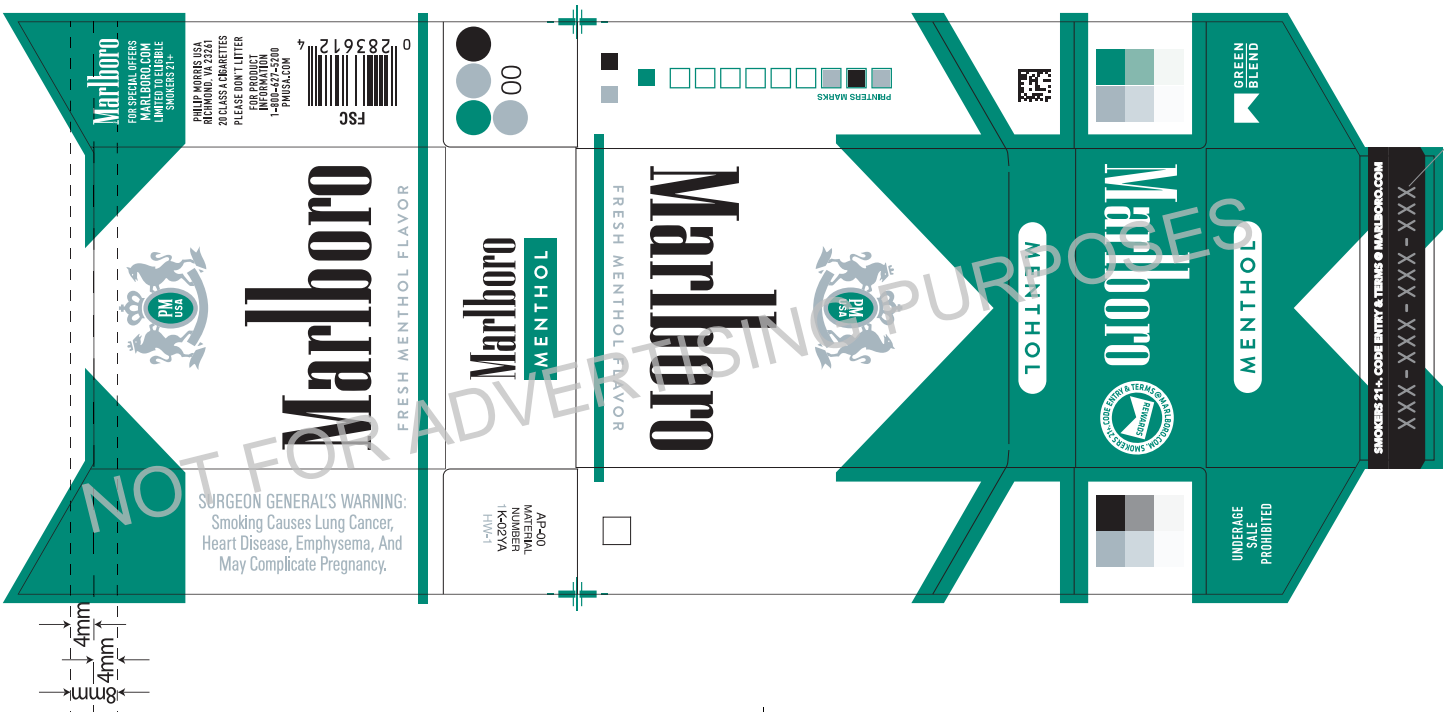 Marlboro
FOR SPECIAL OFFERS
MARLBORO.COM
LIMITED TO ELIGIBLE
SMOKERS 21+
PHILIP MORRIS USA
RICHMOND, VA 23261
20 CLASS A CIGARETTES
PLEASE DON'T LITTER
FOR PRODUCT
INFORMATION
1-800-627-5200
PMUSA.COM
0 283612 4
FSC
00
PRINTERS MARKS
GREEN
BLEND
PM
USA
Marlboro
FRESH MENTHOL FLAVOR
Marlboro
MENTHOL
FRESH MENTHOL FLAVOR
Marlboro
PM
USA
MENTHOL
Marlboro
SMOKERS 21+. CODE ENTRY & TERMS @ MARLBORO.COM.
REWARDS
MENTHOL
SMOKERS 21+. CODE ENTRY & TERMS @ MARLBORO.COM
XXX-XXX-XXX-XXX
NOT FOR ADVERTISING PURPOSES
SURGEON GENERAL'S WARNING:
Smoking Causes Lung Cancer,
Heart Disease, Emphysema, And
May Complicate Pregnancy.
AP-00
MATERIAL
NUMBER
1K-02YA
HW-1
UNDERAGE
SALE
PROHIBITED
4mm
4mm
8mm